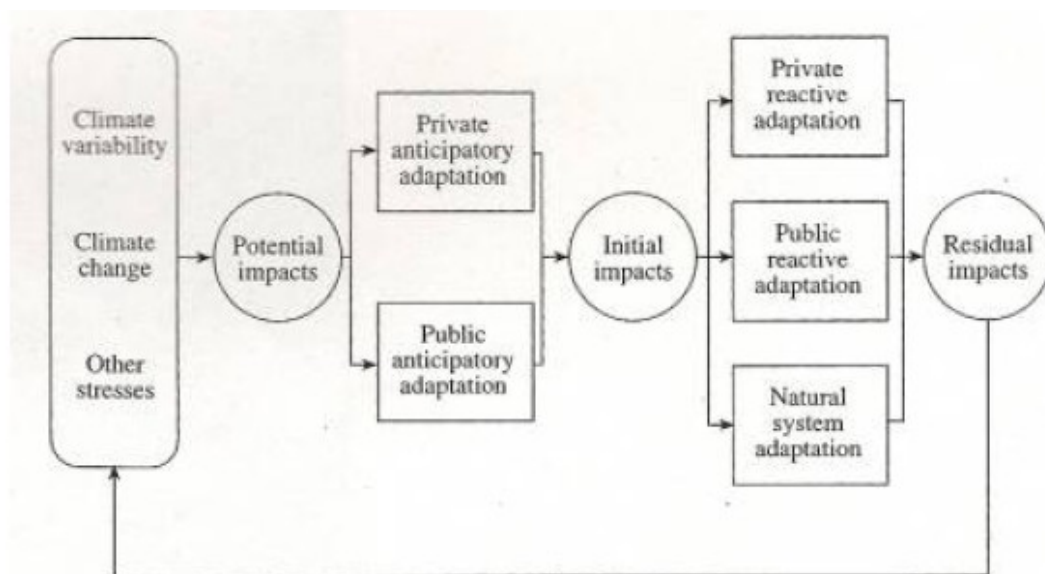 Climate
variability
Climate
change
Other
stresses
Potential
impacts
Private
anticipatory
adaptation
Public
anticipatory
adaptation
Initial
impacts
Private
reactive
adaptation
Public
reactive
adaptation
Natural
system
adaptation
Residual
impacts